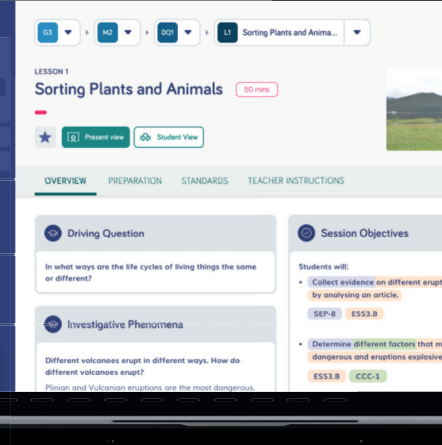 G3 M2 DQ1 L1 Sorting Plants and Anima...
LESSON 1
Sorting Plants and Animals 50 mins
Present view Student View
OVERVIEW PREPARATION STANDARDS TEACHER INSTRUCTIONS
Driving Question
In what ways are the life cycles of living things the same
or different?
Investigative Phenomena
Different volcanoes erupt in different ways. How do
different volcanoes erupt?
Plinian and Vulcanian eruptions are the most dangerous.
Session Objectives
Students will:
• Collect evidence on different erupt
by analysing an article.
SEP-8 ESS3.B
• Determine different factors that m
dangerous and eruptions explosive
ESS3.B CCC-1